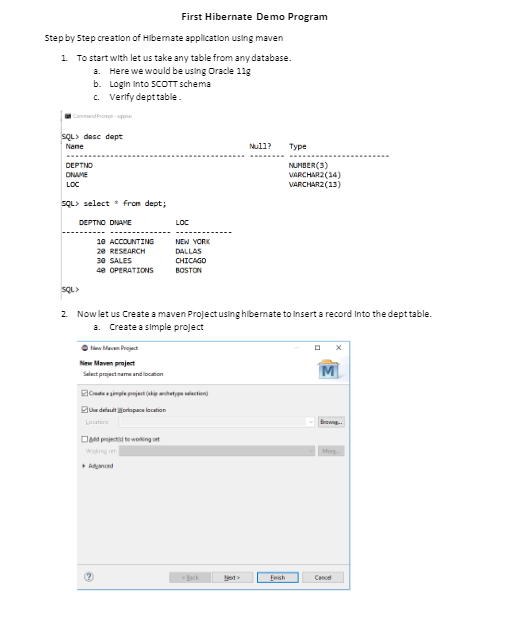 First Hibernate Demo Program
Step by Step creation of Hibernate application using maven
1. To start with let us take any table from any database.
a. Here we would be using Oracle 11g
b. Login into SCOTT schema
c. Verify dept table.
Command Prompt - sqlplus
SQL> desc dept
Name Null? Type
DEPTNO NUMBER(3)
DNAME VARCHAR2(14)
LOC VARCHAR2(13)
SQL> select * from dept;
DEPTNO DNAME LOC
10 ACCOUNTING NEW YORK
20 RESEARCH DALLAS
30 SALES CHICAGO
40 OPERATIONS BOSTON
SQL>
2. Now let us Create a maven Project using hibernate to Insert a record into the dept table.
a. Create a simple project
New Maven Project
New Maven project
Select project name and location
M
Create a simple project (skip archetype selection)
Use default Workspace location
Location:
Browse...
Add project(s) to working set
Working set:
More...
Advanced
?
< Back
Next >
Finish
Cancel